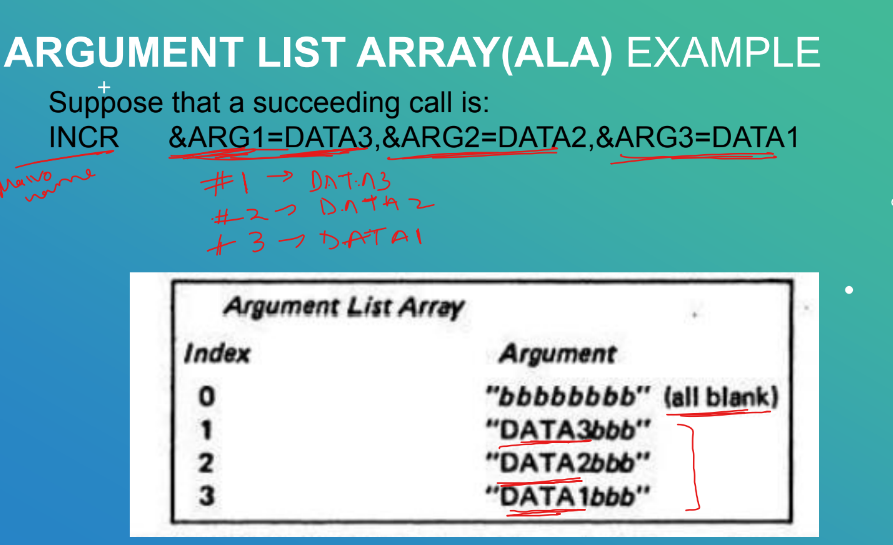 ARGUMENT LIST ARRAY(ALA) EXAMPLE
Suppose that a succeeding call is:
INCR &ARG1=DATA3,&ARG2=DATA2,&ARG3=DATA1
name
#1 → DATA3
#2 → DATA2
#3 → DATA1
Argument List Array
Index Argument
0 "bbbbbbbb" (all blank)
1 "DATA3bbb"
2 "DATA2bbb"
3 "DATA1bbb"